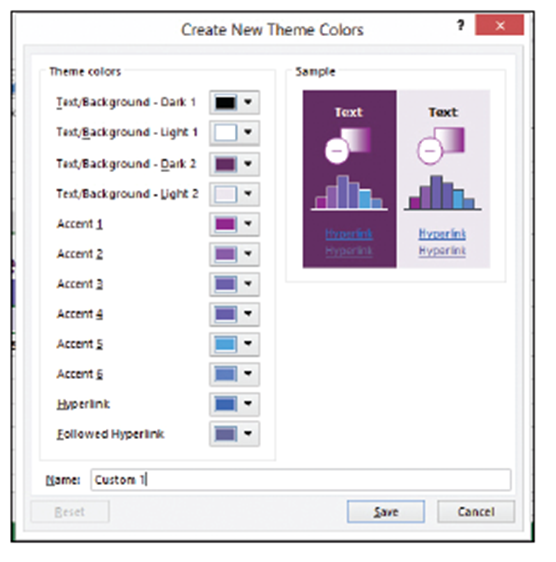 Create New Theme Colors
?
Theme colors
Text/Background - Dark 1
Text/Background - Light 1
Text/Background - Dark 2
Text/Background - Light 2
Accent 1
Accent 2
Accent 3
Accent 4
Accent 5
Accent 6
Hyperlink
Followed Hyperlink
Sample
Text Text
Hyperlink Hyperlink
Hyperlink Hyperlink
Name: Custom 1
Reset Save Cancel